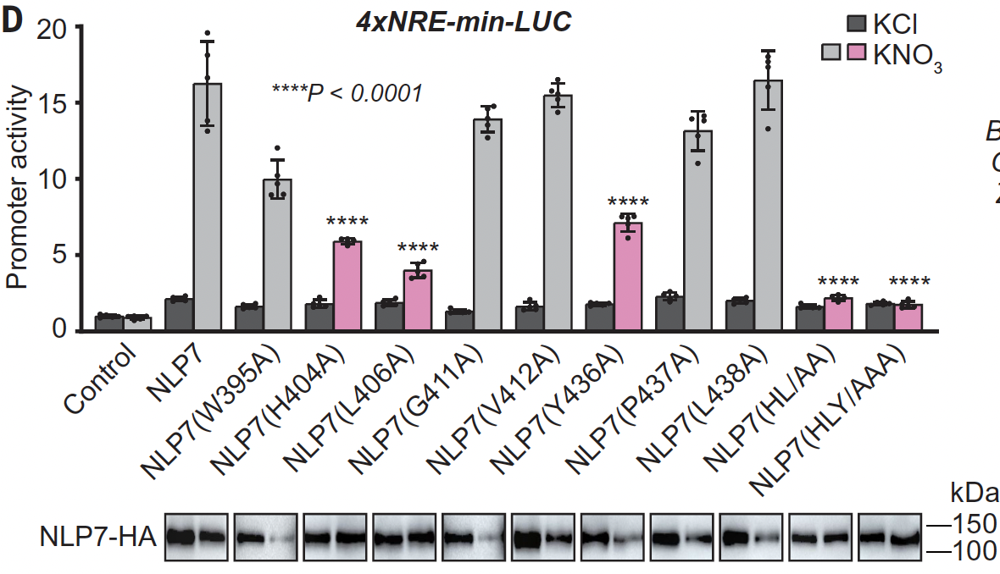 D
4xNRE-min-LUC
KCl
KNO3
****P < 0.0001
Promoter activity
20
15
10
5
0
****
****
****
****
****
Control
NLP7
NLP7(W395A)
NLP7(H404A)
NLP7(L406A)
NLP7(G411A)
NLP7(V412A)
NLP7(Y436A)
NLP7(P437A)
NLP7(L438A)
NLP7(HL/AA)
NLP7(HLY/AAA)
NLP7-HA
kDa
150
100
B